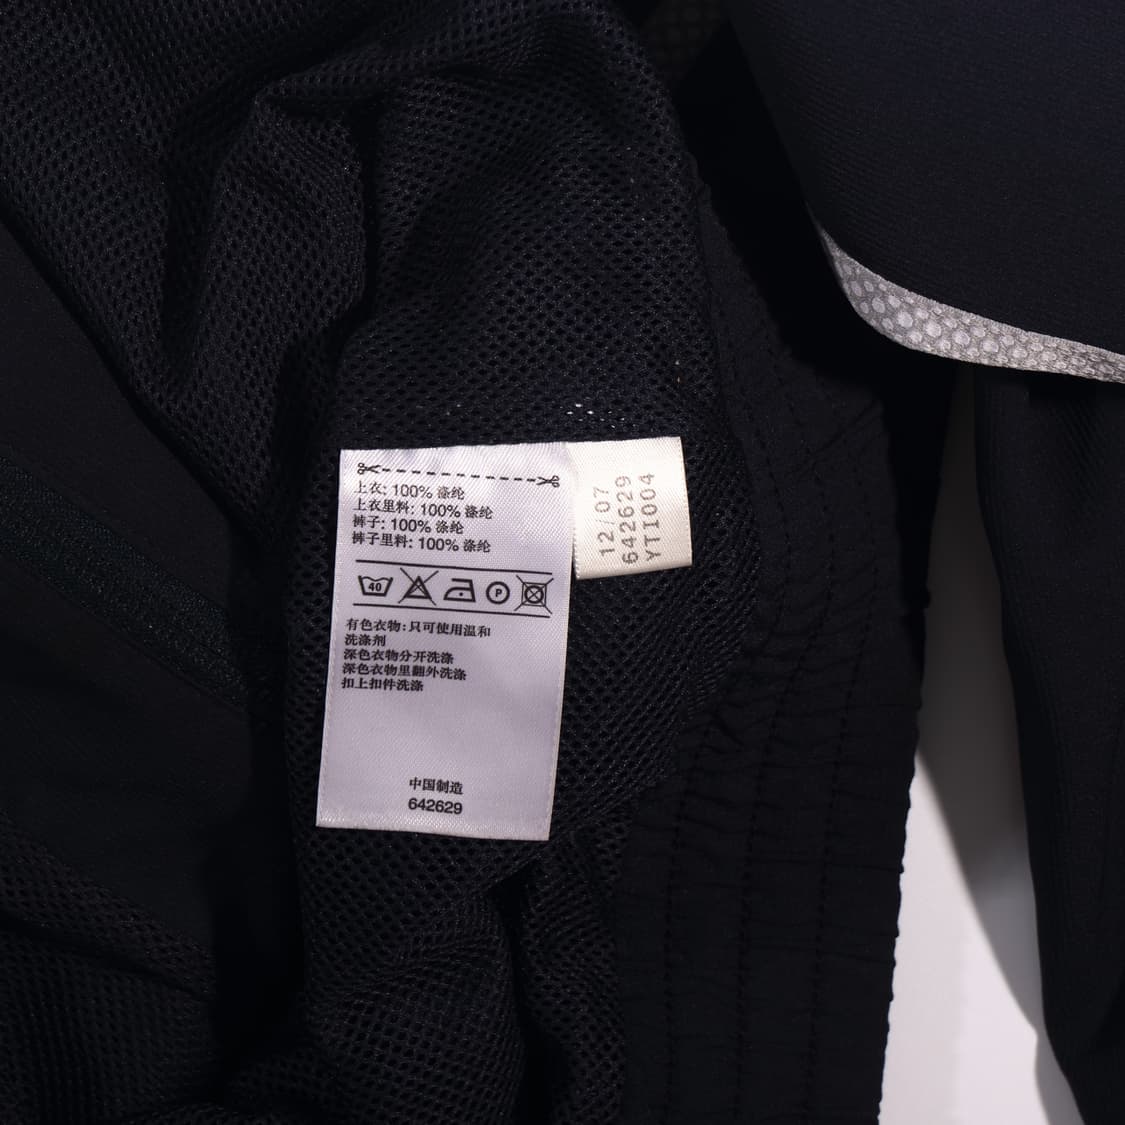 上衣: 100% 涤纶
上衣里料: 100% 涤纶
裤子: 100% 涤纶
裤子里料: 100% 涤纶
40
P
有色衣物: 只可使用温和
洗涤剂
深色衣物分开洗涤
深色衣物里翻外洗涤
扣上扣件洗涤
中国制造
642629
12/07
642629
YTI004